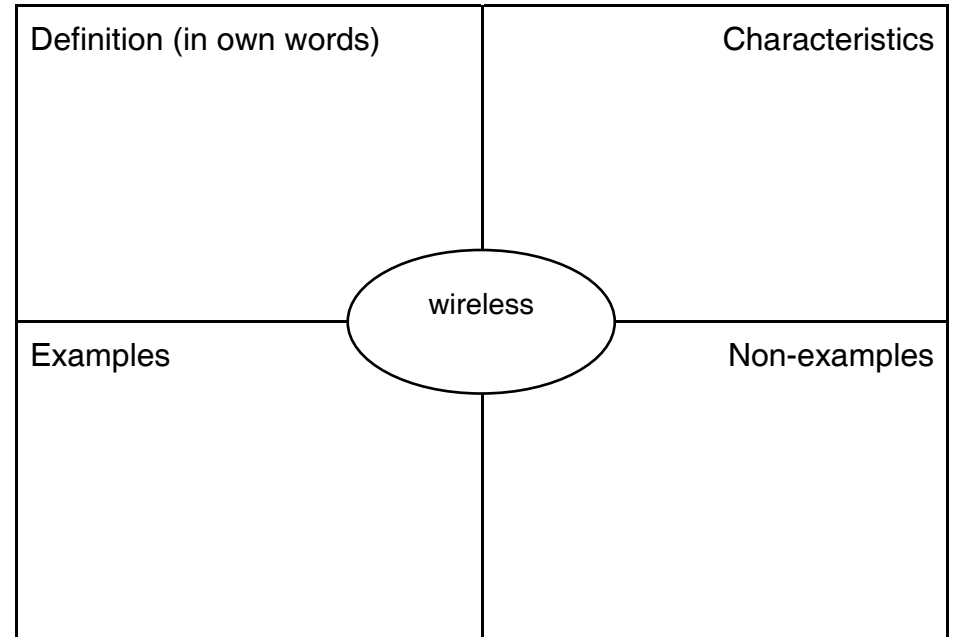 Definition (in own words)
Characteristics
wireless
Examples
Non-examples